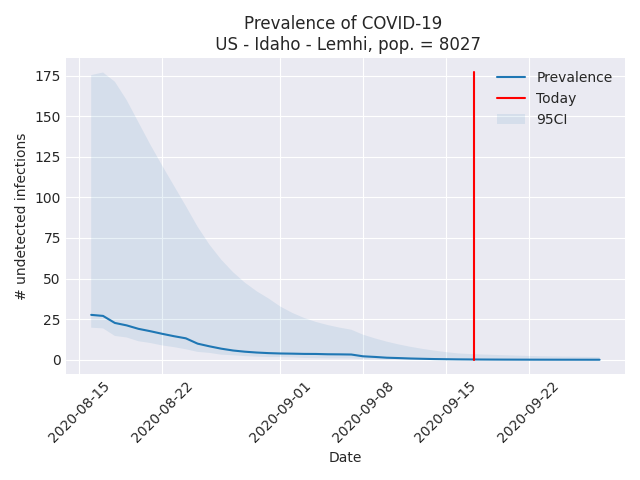 Prevalence of COVID-19
US - Idaho - Lemhi, pop. = 8027
Prevalence
Today
95CI
# undetected infections
175
150
125
100
75
50
25
0
2020-08-15
2020-08-22
2020-09-01
2020-09-08
2020-09-15
2020-09-22
Date